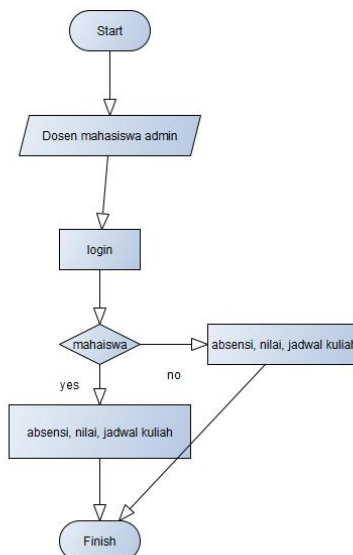 Start
Dosen mahasiswa admin
login
mahaiswa
absensi, nilai, jadwal kuliah
yes
no
absensi, nilai, jadwal kuliah
Finish